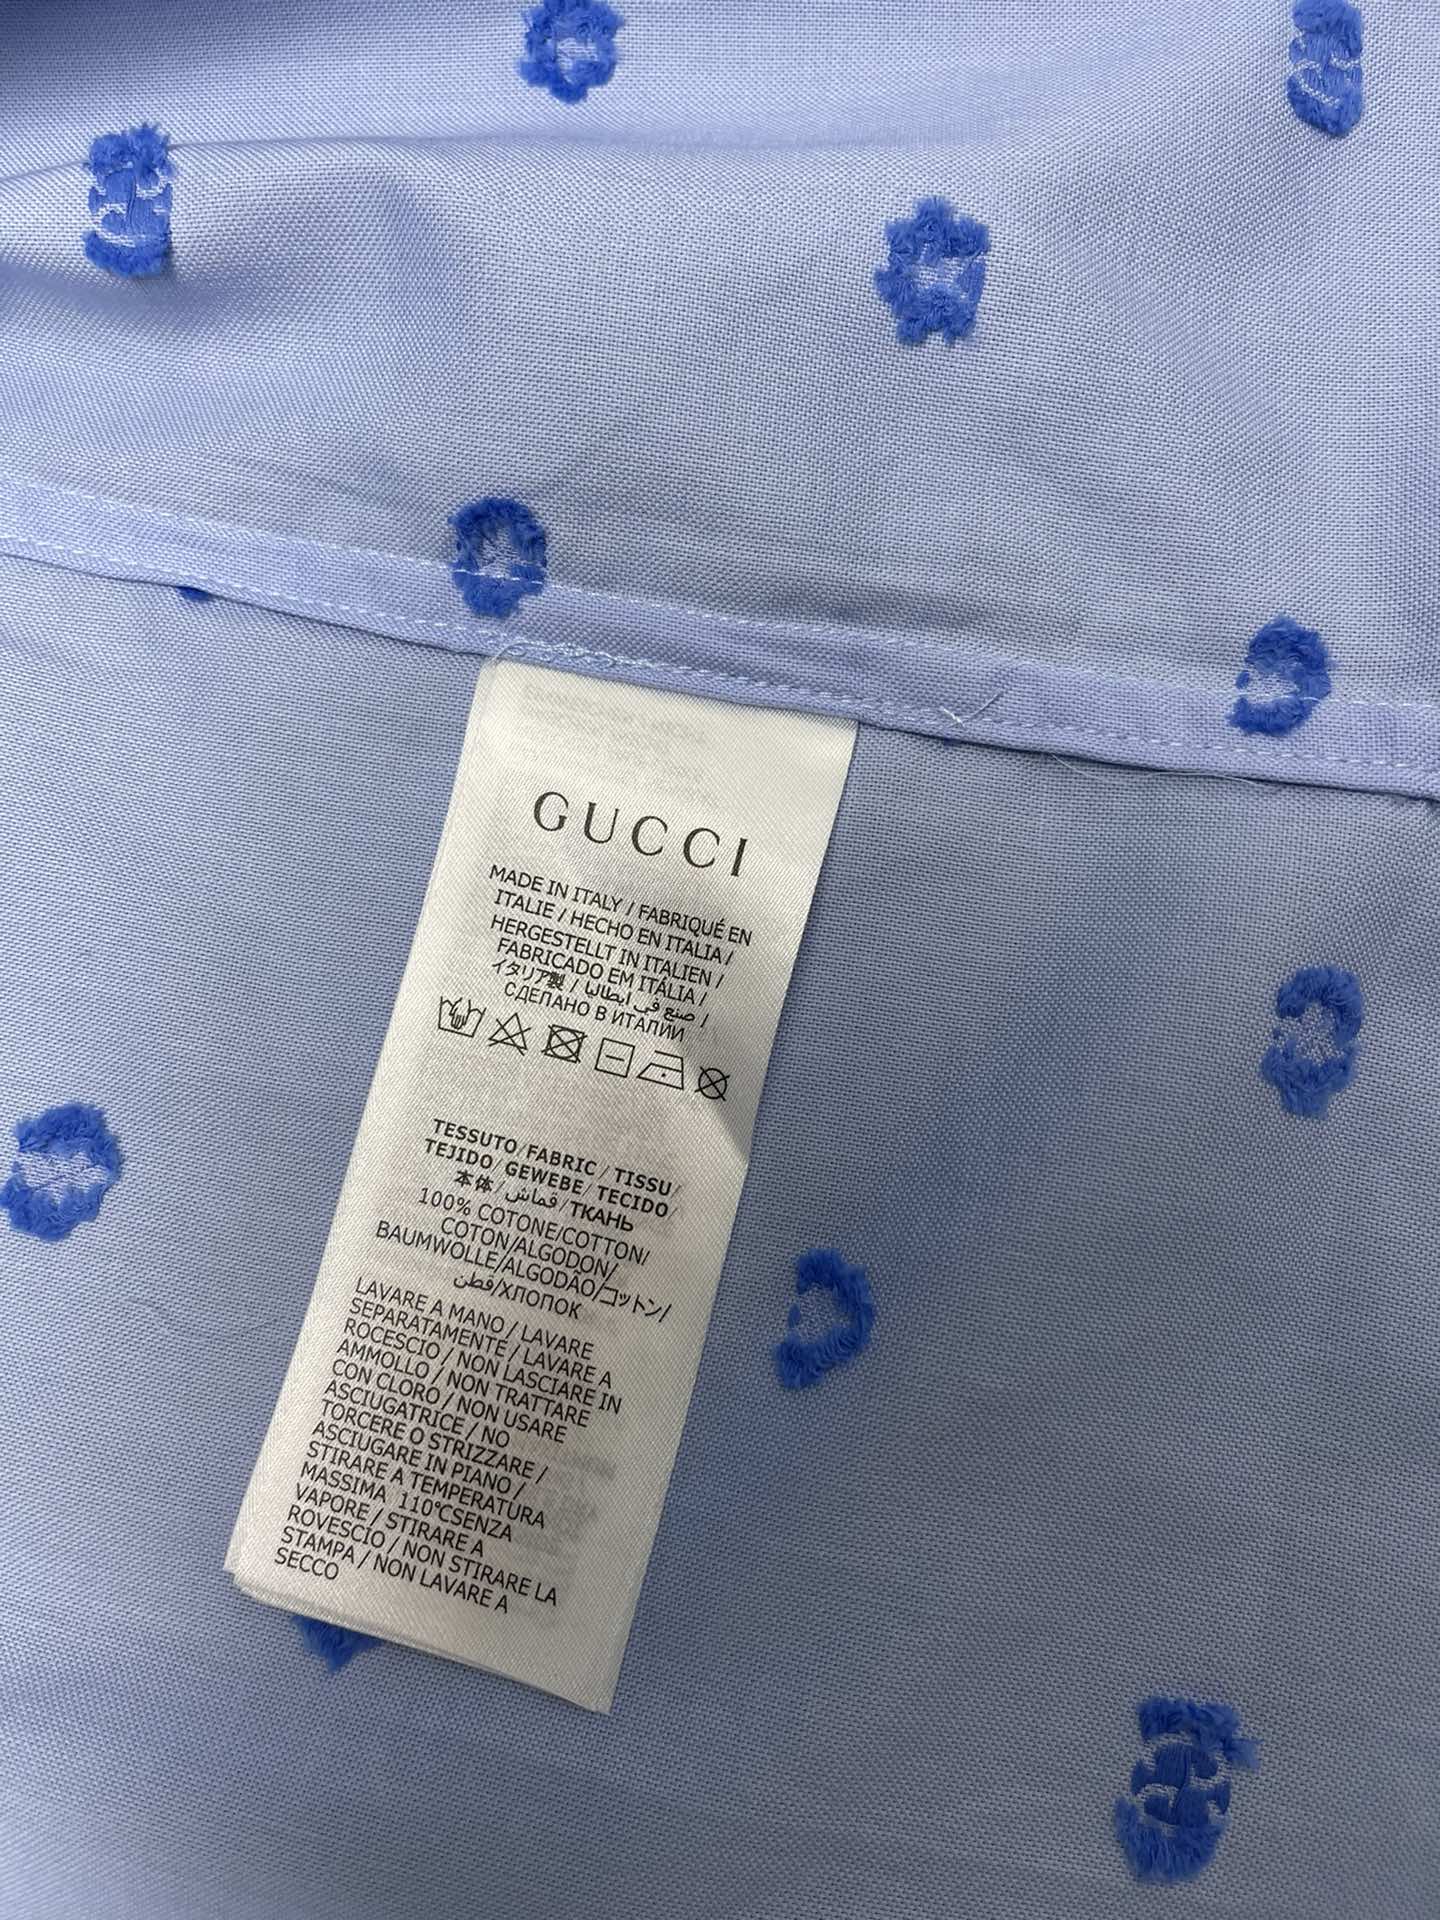 GUCCI
MADE IN ITALY / FABRIQUÉ EN
ITALIE / HECHO EN ITALIA /
HERGESTELLT IN ITALIEN /
FABRICADO EM ITÁLIA /
イタリア製 / صنع في ايطاليا /
СДЕЛАНО В ИТАЛИИ
TESSUTO/FABRIC/TISSU/
TEJIDO/GEWEBE/TECIDO/
本体/قماش/ТКАНЬ
100% COTONE/COTTON/
COTON/ALGODON/
BAUMWOLLE/ALGODÃO/コットン/
قطن/ХЛОПОК
LAVARE A MANO / LAVARE
SEPARATAMENTE / LAVARE A
ROCESCIO / NON LASCIARE IN
AMMOLLO / NON TRATTARE
CON CLORO / NON USARE
ASCIUGATRICE / NO
TORCERE O STRIZZARE /
ASCIUGARE IN PIANO /
STIRARE A TEMPERATURA
MASSIMA 110°CSENZA
VAPORE / STIRARE A
ROVESCIO / NON STIRARE LA
STAMPA / NON LAVARE A
SECCO